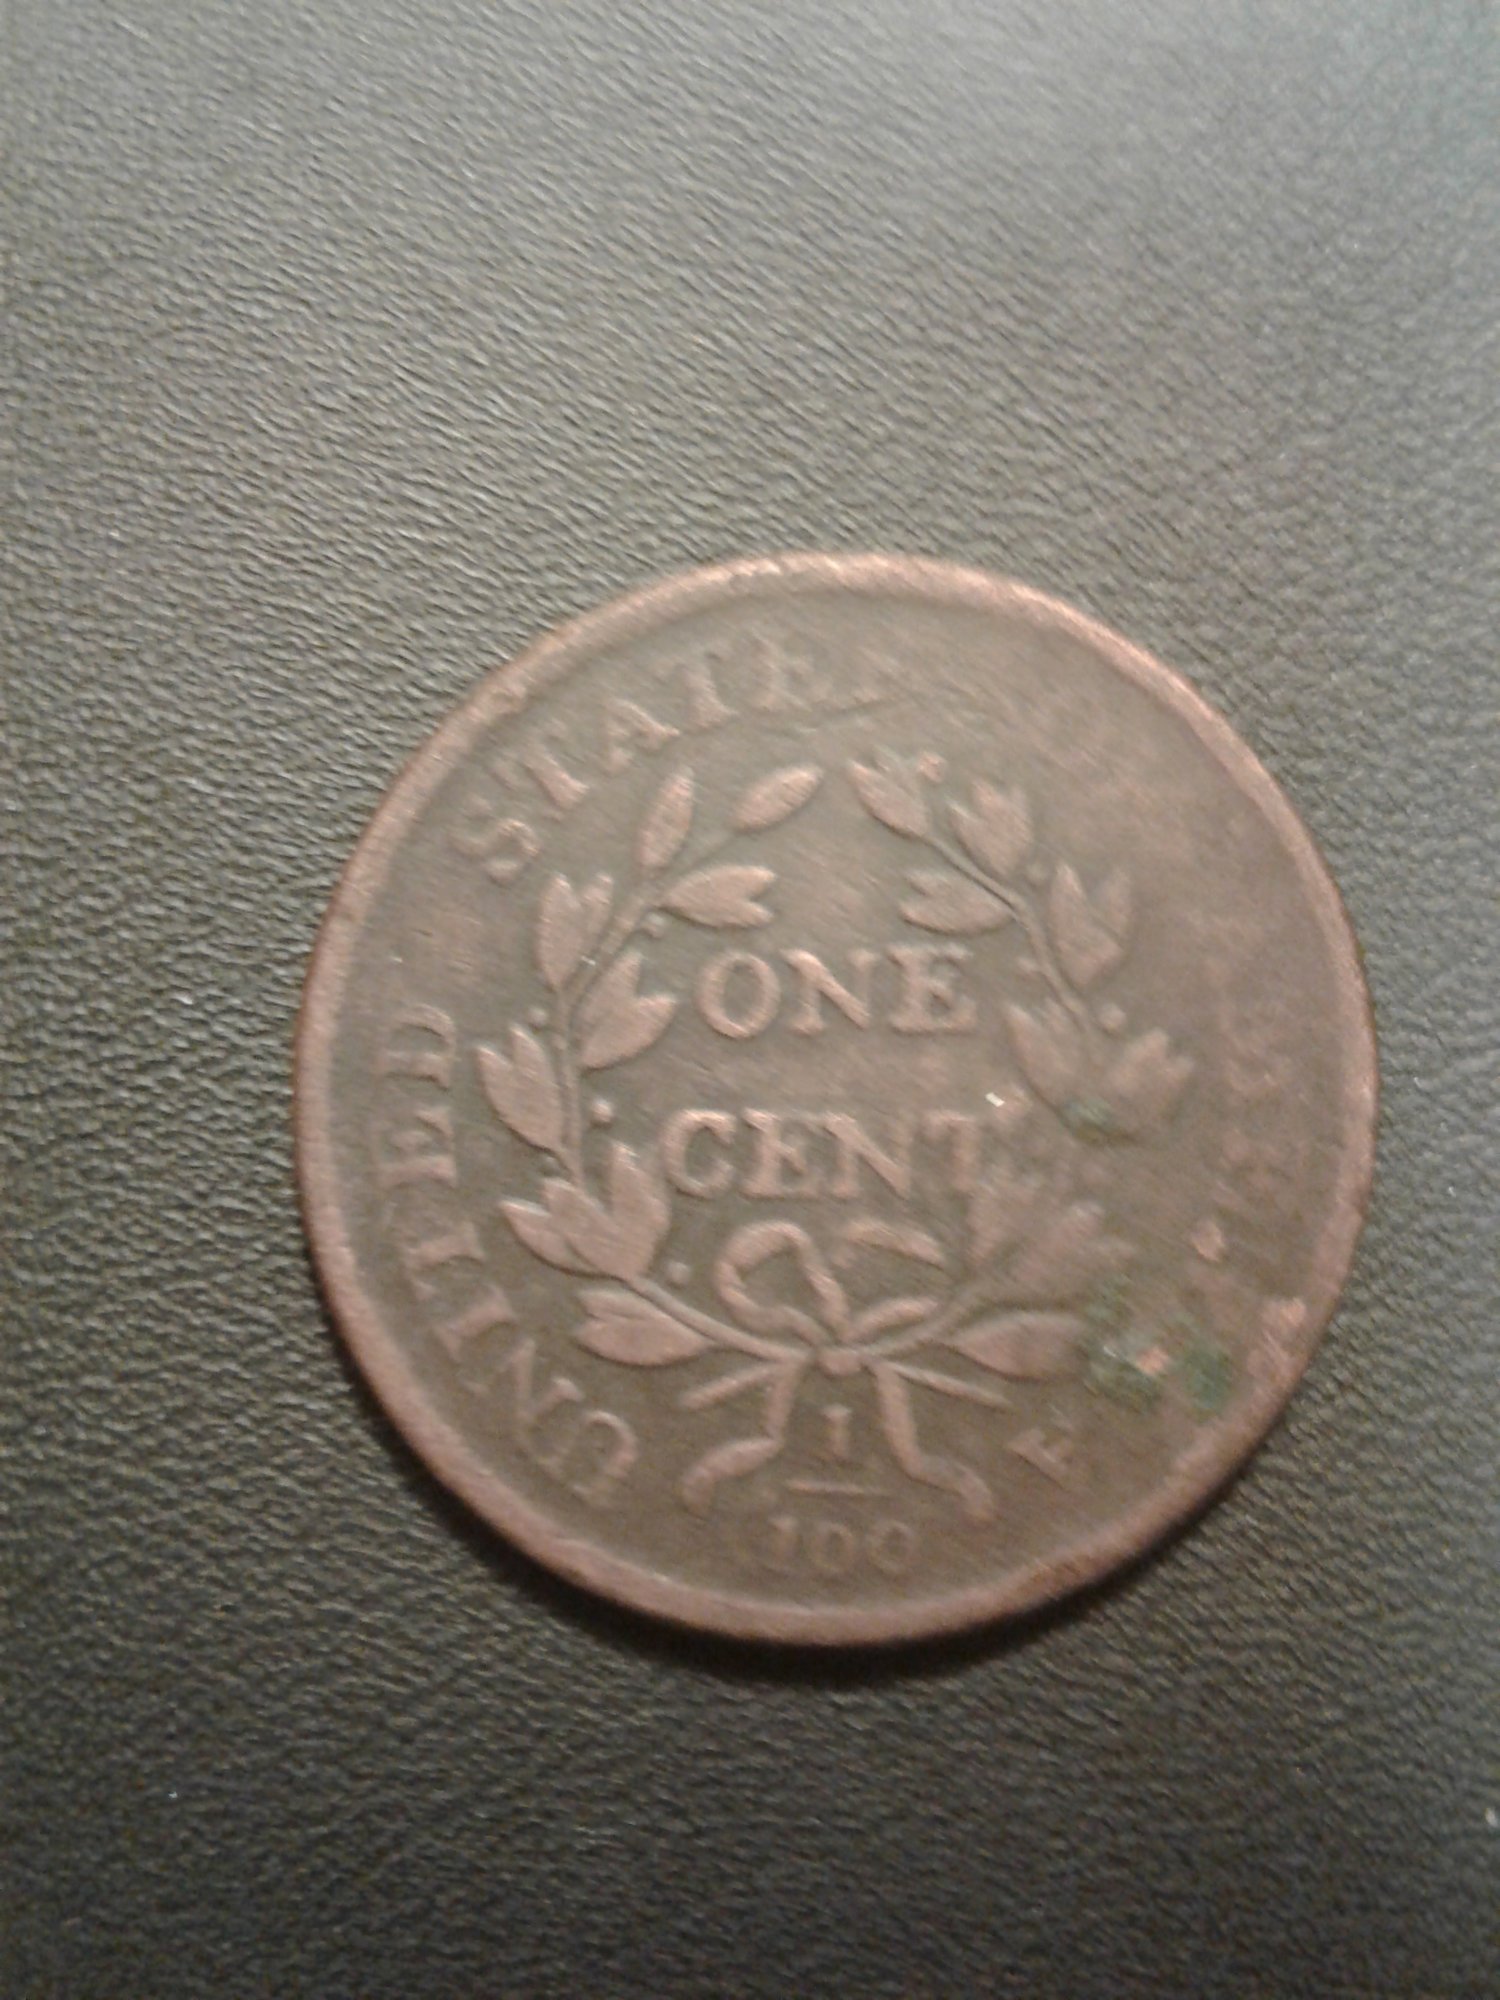 UNITED STATES
ONE
CENT
1
100